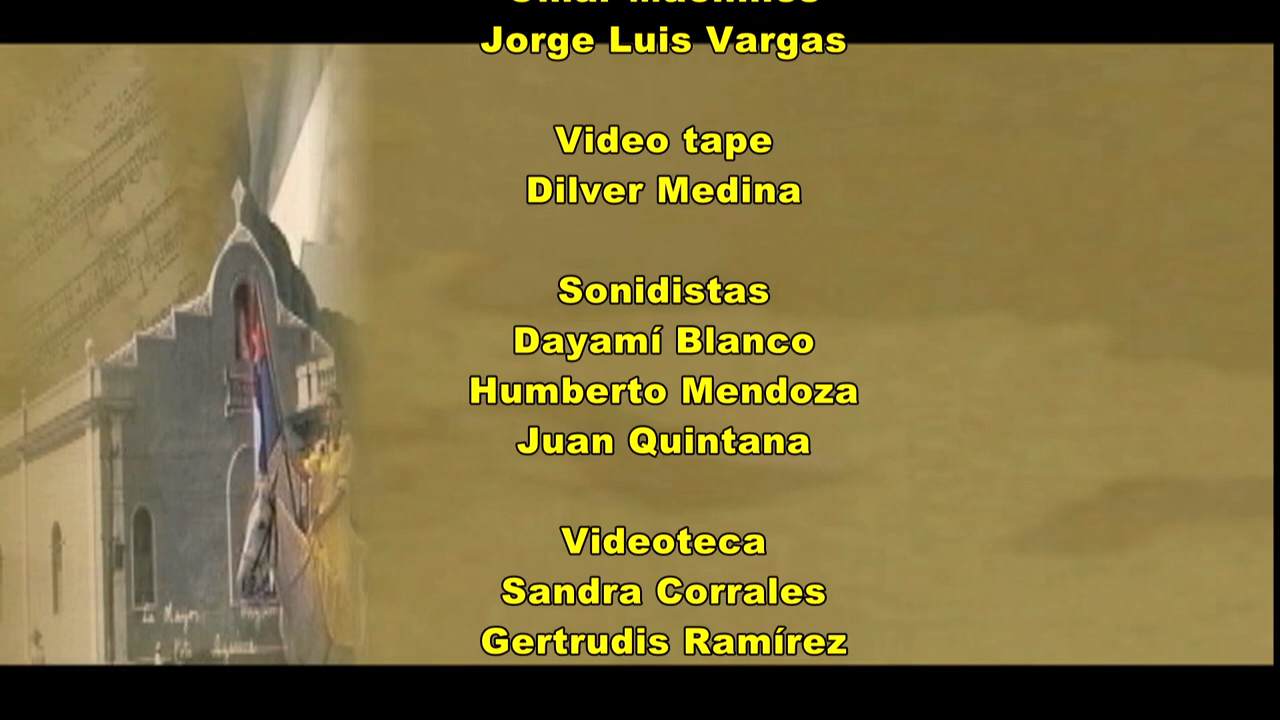 Jorge Luis Vargas
Video tape
Dilver Medina
Sonidistas
Dayamí Blanco
Humberto Mendoza
Juan Quintana
Videoteca
Sandra Corrales
Gertrudis Ramírez